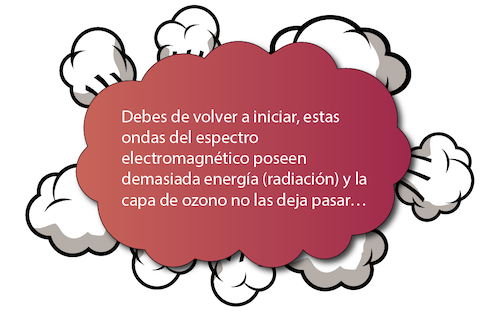 Debes de volver a iniciar, estas
ondas del espectro
electromagnético poseen
demasiada energía (radiación) y la
capa de ozono no las deja pasar…